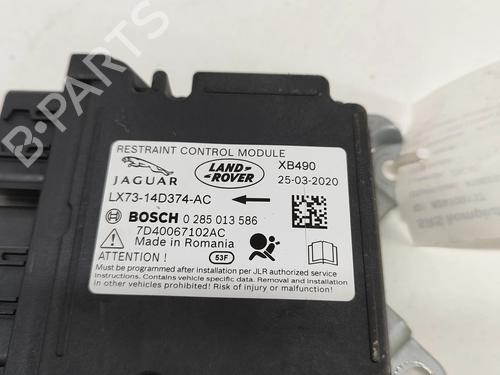 B-PARTS
RESTRAINT CONTROL MODULE
XB490
JAGUAR
LAND-
ROVER
25-03-2020
LX73-14D374-AC
BOSCH 0 285 013 586
7D40067102AC
Made in Romania
ATTENTION !
53F
Must be programmed after installation per JLR authorized service
Instructions. Contains vehicle specific data. Removal and installation
in other vehicles prohibited! Risk of injury or malfunction!